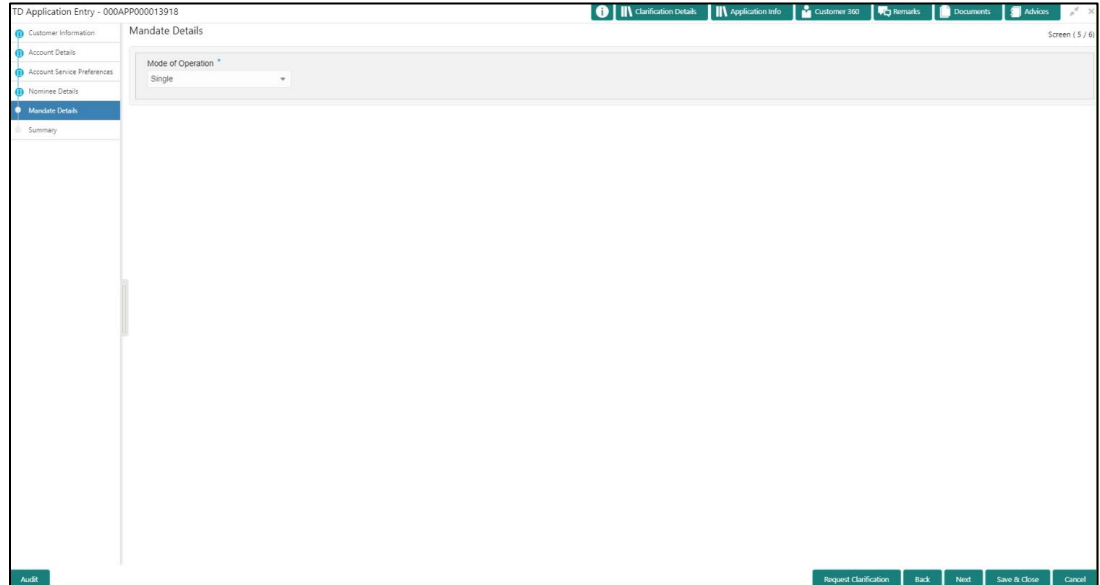 TD Application Entry - 000APP000013918
Clarification Details
Application Info
Customer 360
Remarks
Documents
Advices
Customer Information
Account Details
Account Service Preferences
Nominee Details
Mandate Details
Summary
Mandate Details
Screen ( 5 / 6)
Mode of Operation *
Single
Audit
Request Clarification
Back
Next
Save & Close
Cancel